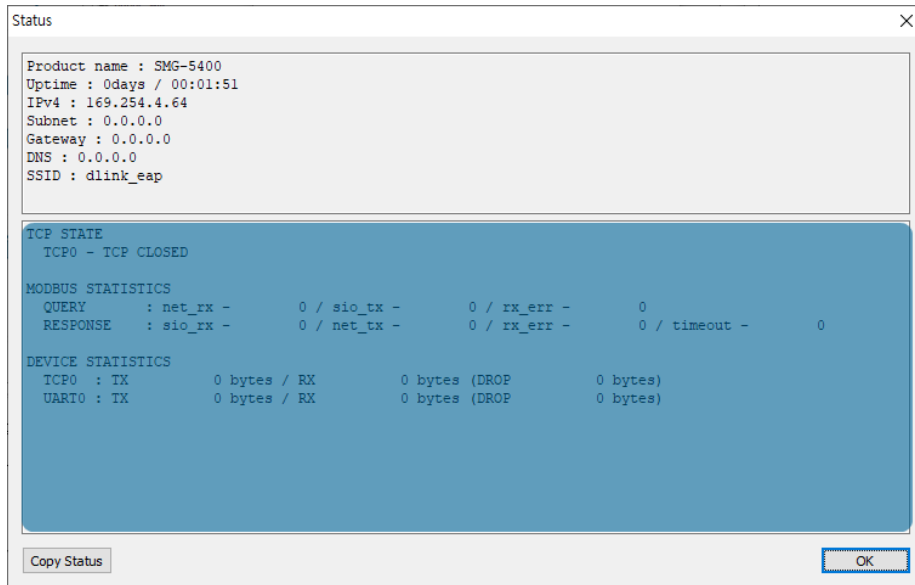 Status
Product name : SMG-5400
Uptime : 0days / 00:01:51
IPv4 : 169.254.4.64
Subnet : 0.0.0.0
Gateway : 0.0.0.0
DNS : 0.0.0.0
SSID : dlink_eap
TCP STATE
TCP0 - TCP CLOSED
MODBUS STATISTICS
QUERY : net_rx - 0 / sio_tx - 0 / rx_err - 0
RESPONSE : sio_rx - 0 / net_tx - 0 / rx_err - 0 / timeout - 0
DEVICE STATISTICS
TCP0 : TX 0 bytes / RX 0 bytes (DROP 0 bytes)
UART0 : TX 0 bytes / RX 0 bytes (DROP 0 bytes)
Copy Status
OK